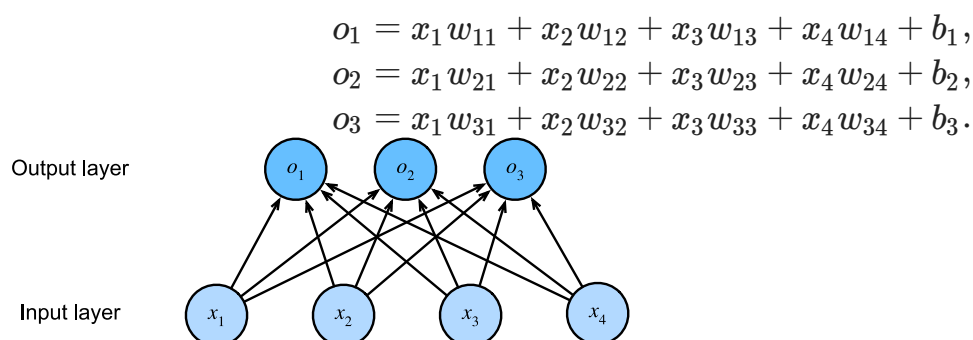 o₁ = x₁w₁₁ + x₂w₁₂ + x₃w₁₃ + x₄w₁₄ + b₁,
o₂ = x₁w₂₁ + x₂w₂₂ + x₃w₂₃ + x₄w₂₄ + b₂,
o₃ = x₁w₃₁ + x₂w₃₂ + x₃w₃₃ + x₄w₃₄ + b₃.
Output layer o₁ o₂ o₃
Input layer x₁ x₂ x₃ x₄